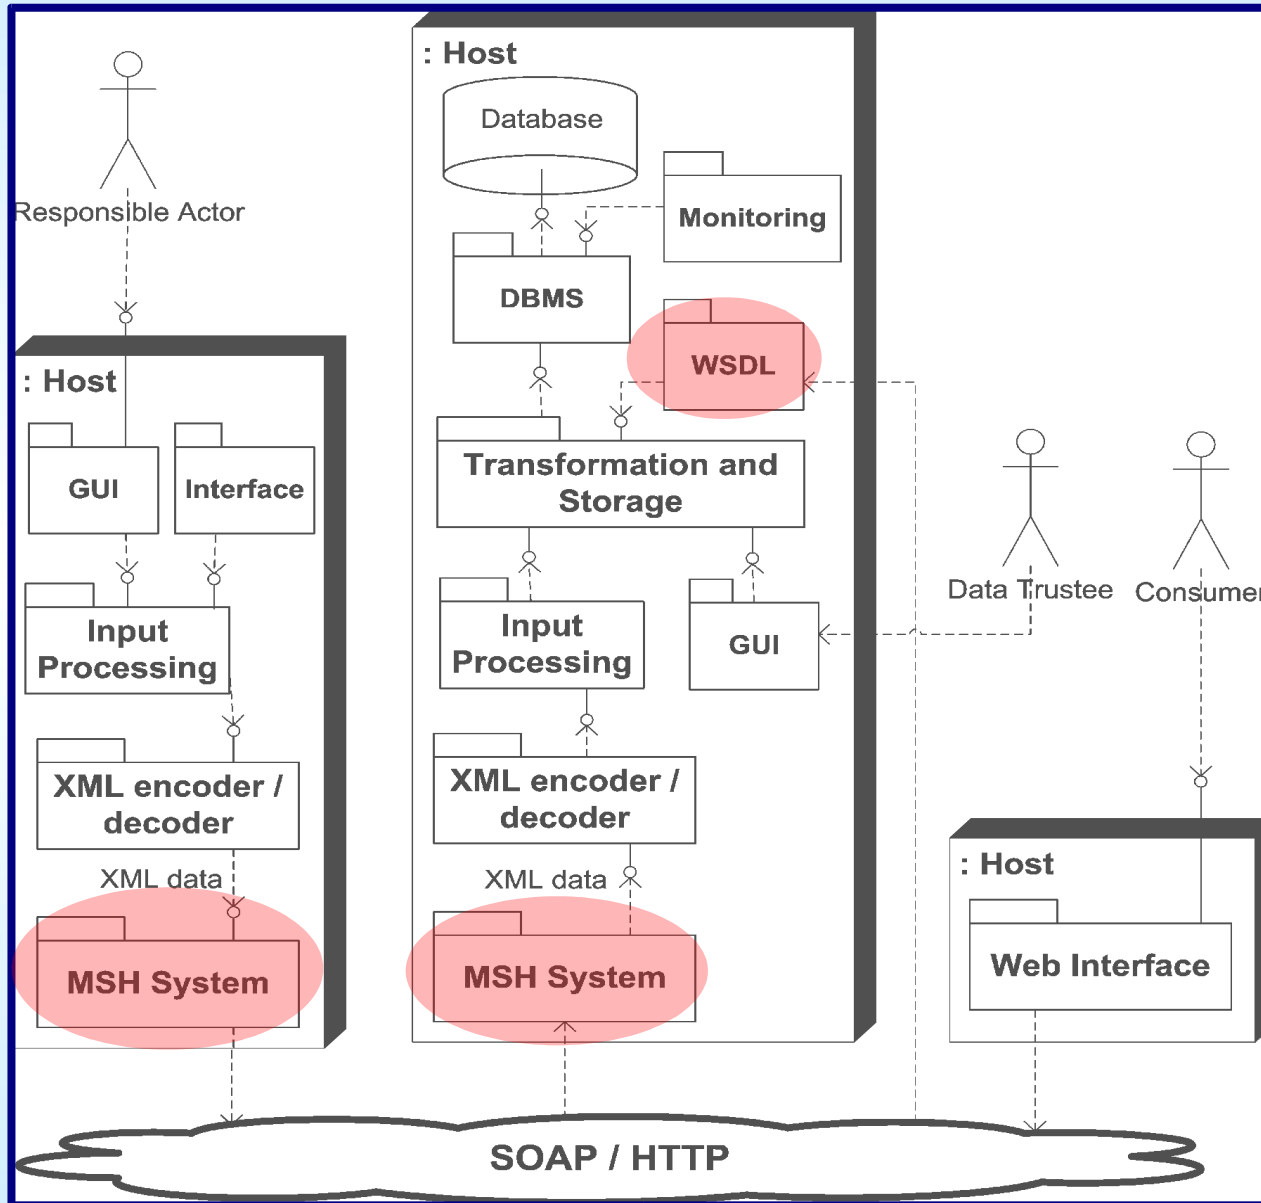 Responsible Actor
: Host
GUI
Interface
Input
Processing
XML encoder /
decoder
XML data
MSH System
: Host
Database
Monitoring
DBMS
WSDL
Transformation and
Storage
Input
Processing
GUI
XML encoder /
decoder
XML data
MSH System
Data Trustee
Consumer
: Host
Web Interface
SOAP / HTTP